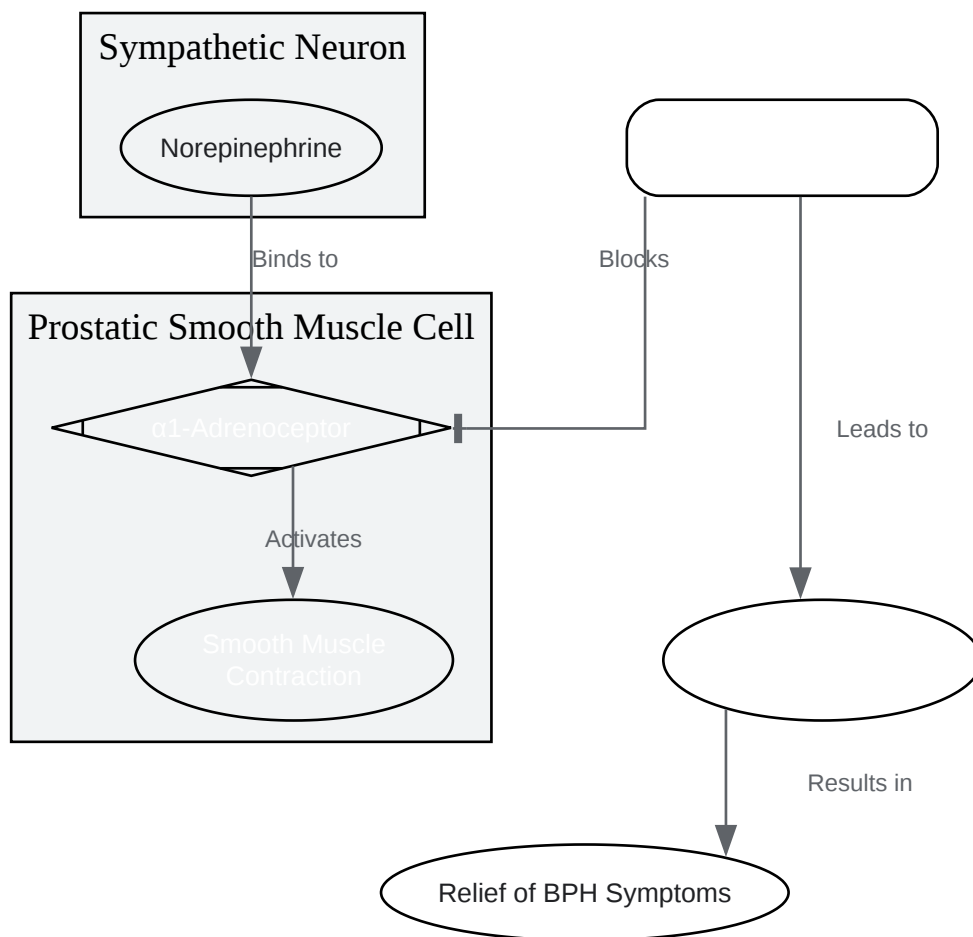 Sympathetic Neuron
Norepinephrine
Binds to
Blocks
Prostatic Smooth Muscle Cell
α1-Adrenoceptor
Leads to
Activates
Smooth Muscle
Contraction
Results in
Relief of BPH Symptoms